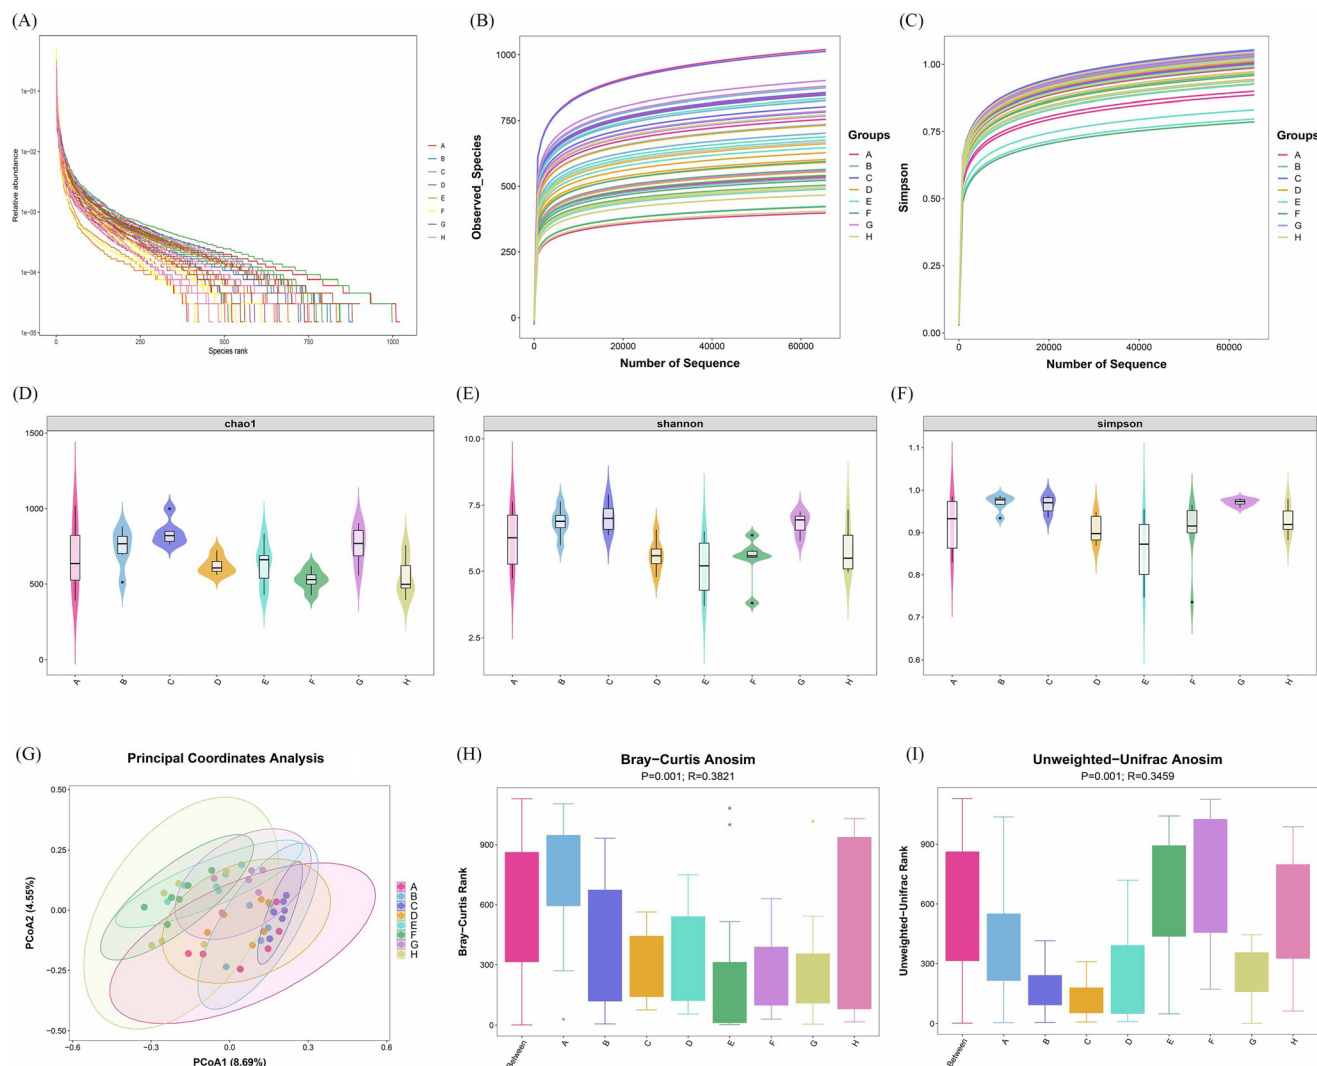 (A)
1e-01
1e-02
1e-03
1e-04
1e-05
Relative abundance
0
250
500
750
1000
Species rank
A
B
C
D
E
F
G
H
(B)
1000
750
500
250
0
Observed_Species
0
20000
40000
60000
Number of Sequence
Groups
A
B
C
D
E
F
G
H
(C)
1.00
0.75
0.50
0.25
0.00
Simpson
0
20000
40000
60000
Number of Sequence
Groups
A
B
C
D
E
F
G
H
(D)
chao1
1500
1000
500
0
A
B
C
D
E
F
G
H
(E)
shannon
10.0
7.5
5.0
2.5
A
B
C
D
E
F
G
H
(F)
simpson
1.1
1.0
0.9
0.8
0.7
0.6
A
B
C
D
E
F
G
H
(G)
Principal Coordinates Analysis
0.50
0.25
0.00
−0.25
−0.50
PCoA2 (4.55%)
−0.6
−0.3
0.0
0.3
0.6
PCoA1 (8.69%)
A
B
C
D
E
F
G
H
(H)
Bray−Curtis Anosim
P=0.001; R=0.3821
900
600
300
0
Bray−Curtis Rank
Between
A
B
C
D
E
F
G
H
(I)
Unweighted−Unifrac Anosim
P=0.001; R=0.3459
900
600
300
0
Unweighted−Unifrac Rank
Between
A
B
C
D
E
F
G
H